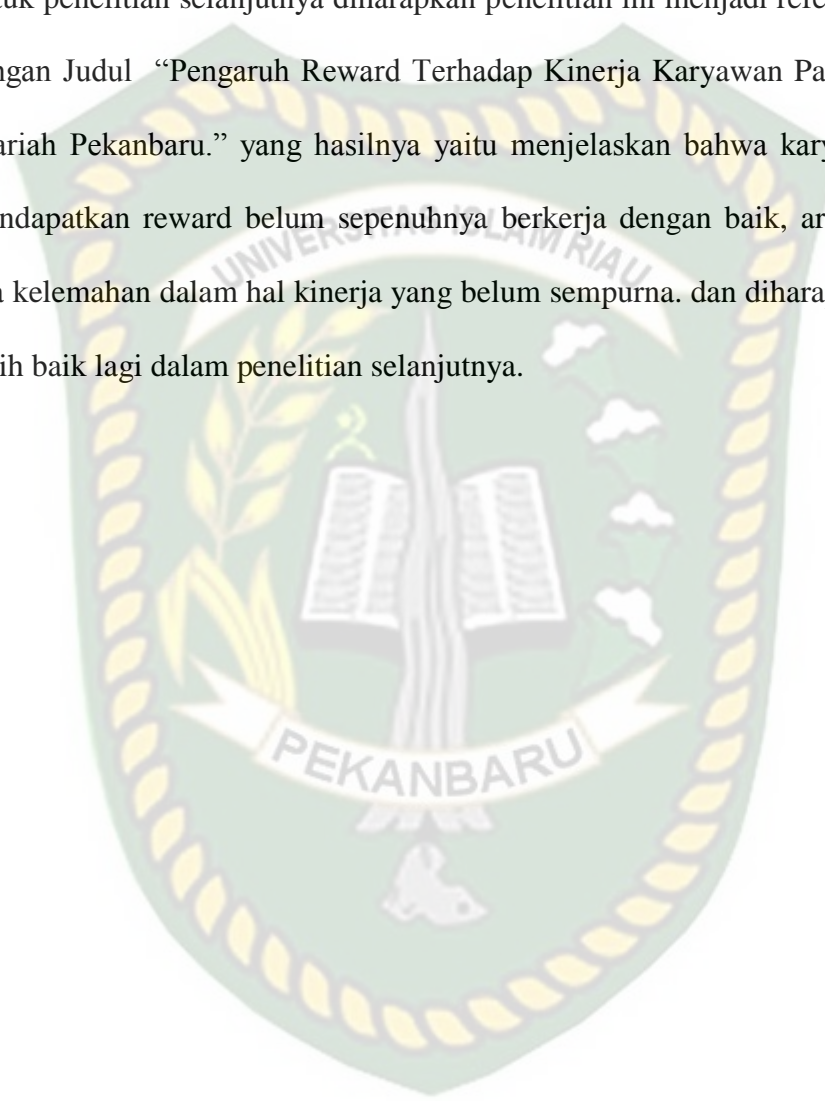 tuk penelitian selanjutnya diharapkan penelitian ini menjadi refe
ngan Judul “Pengaruh Reward Terhadap Kinerja Karyawan Pa
ariah Pekanbaru.” yang hasilnya yaitu menjelaskan bahwa kary
ndapatkan reward belum sepenuhnya berkerja dengan baik, ar
kelemahan dalam hal kinerja yang belum sempurna. dan dihara
ih baik lagi dalam penelitian selanjutnya.
UNIVERSITAS ISLAM RIAU
PEKANBARU